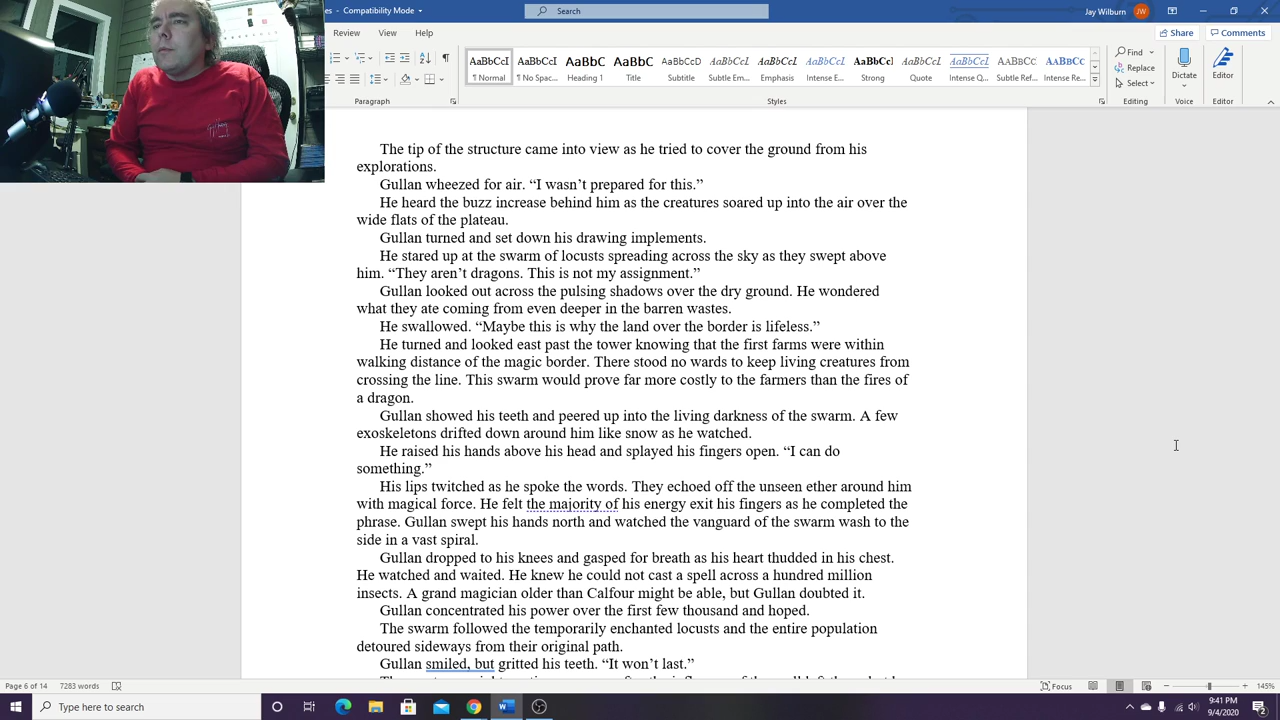 - Compatibility Mode
Search
Jay Wilburn
JW
Review View Help
Share
Comments
AaBbCcI AaBbCcI AaBbC AaBbC AaBbCcD AaBbCcI AaBbCcI AaBbCcI AaBbCcI AaBbCcI AaBbCcI AABBCC AABBCC
¶ Normal ¶ No Spac... Heading 1 Title Subtitle Subtle Em... Emphasis Intense E... Strong Quote Intense Q... Subtle Ref... Intense Re...
Find
Replace
Select
Dictate
Editor
Paragraph
Styles
Editing
Voice
Editor
The tip of the structure came into view as he tried to cover the ground from his
explorations.
Gullan wheezed for air. “I wasn’t prepared for this.”
He heard the buzz increase behind him as the creatures soared up into the air over the
wide flats of the plateau.
Gullan turned and set down his drawing implements.
He stared up at the swarm of locusts spreading across the sky as they swept above
him. “They aren’t dragons. This is not my assignment.”
Gullan looked out across the pulsing shadows over the dry ground. He wondered
what they ate coming from even deeper in the barren wastes.
He swallowed. “Maybe this is why the land over the border is lifeless.”
He turned and looked east past the tower knowing that the first farms were within
walking distance of the magic border. There stood no wards to keep living creatures from
crossing the line. This swarm would prove far more costly to the farmers than the fires of
a dragon.
Gullan showed his teeth and peered up into the living darkness of the swarm. A few
exoskeletons drifted down around him like snow as he watched.
He raised his hands above his head and splayed his fingers open. “I can do
something.”
His lips twitched as he spoke the words. They echoed off the unseen ether around him
with magical force. He felt the majority of his energy exit his fingers as he completed the
phrase. Gullan swept his hands north and watched the vanguard of the swarm wash to the
side in a vast spiral.
Gullan dropped to his knees and gasped for breath as his heart thudded in his chest.
He watched and waited. He knew he could not cast a spell across a hundred million
insects. A grand magician older than Calfour might be able, but Gullan doubted it.
Gullan concentrated his power over the first few thousand and hoped.
The swarm followed the temporarily enchanted locusts and the entire population
detoured sideways from their original path.
Gullan smiled, but gritted his teeth. “It won’t last.”
Page 6 of 14 7283 words
Focus
145%
Type here to search
9:41 PM
9/4/2020